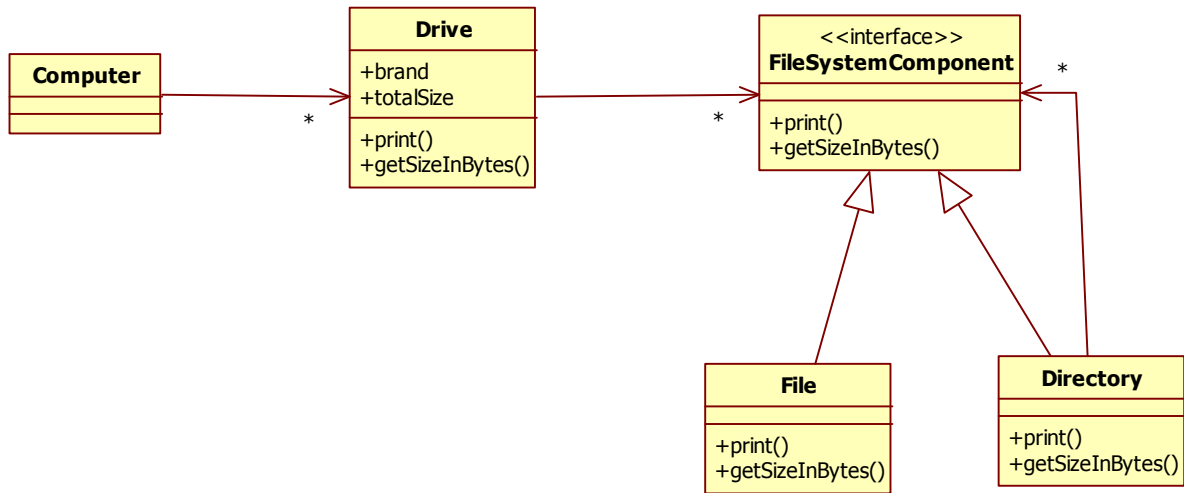 Computer
*
Drive
+brand
+totalSize
+print()
+getSizeInBytes()
*
<<interface>>
FileSystemComponent
+print()
+getSizeInBytes()
*
File
+print()
+getSizeInBytes()
Directory
+print()
+getSizeInBytes()